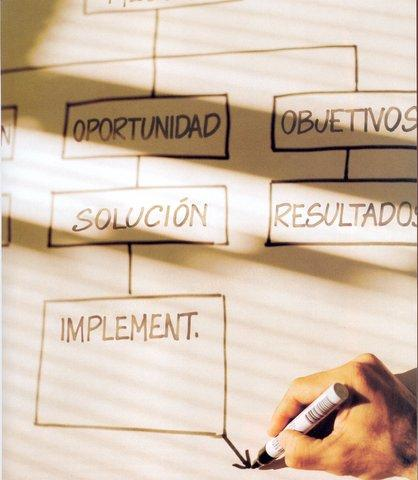 OPORTUNIDAD
OBJETIVOS
SOLUCIÓN
RESULTADOS
IMPLEMENT.